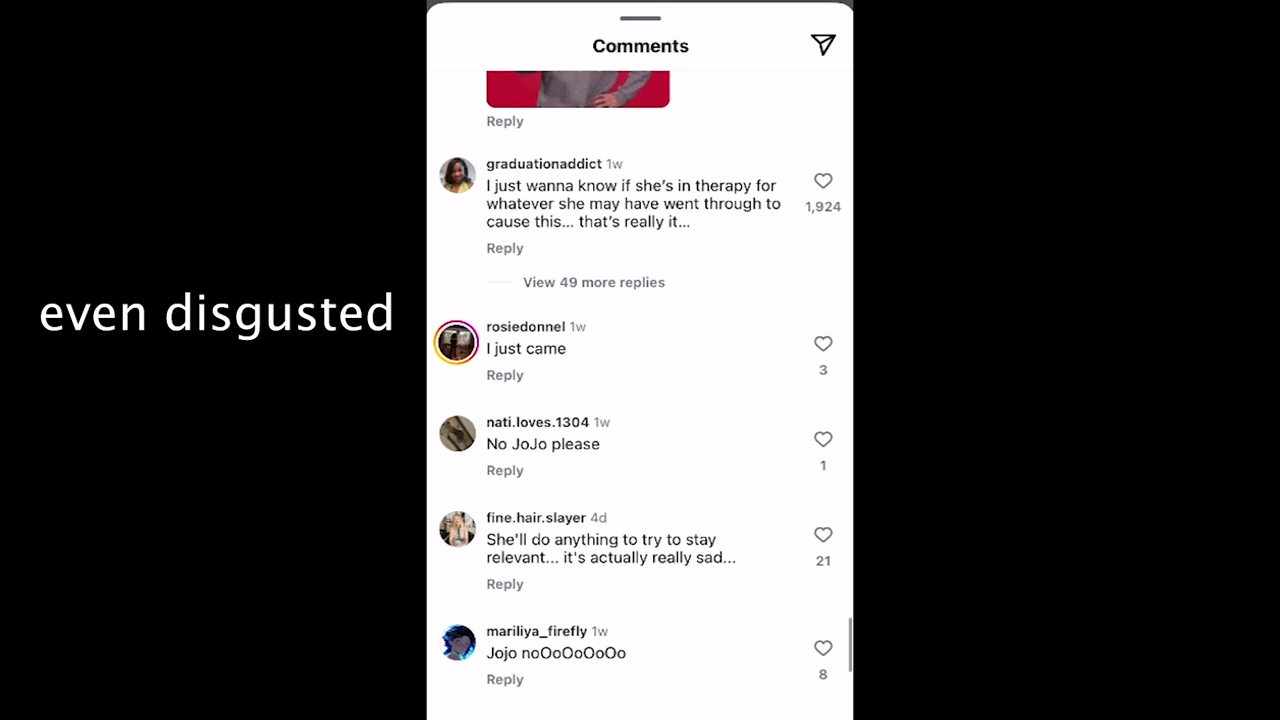 Comments
Reply
graduationaddict 1w
I just wanna know if she's in therapy for
whatever she may have went through to
cause this... that's really it...
1,924
Reply
View 49 more replies
even disgusted
rosiedonnel 1w
I just came
3
Reply
nati.loves.1304 1w
No JoJo please
1
Reply
fine.hair.slayer 4d
She'll do anything to try to stay
relevant... it's actually really sad...
21
Reply
mariliya_firefly 1w
Jojo noOoOoOoOo
8
Reply